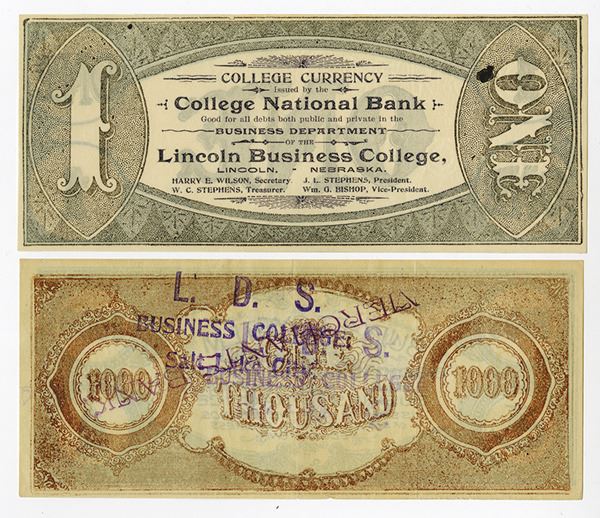 1
COLLEGE CURRENCY
issued by the
College National Bank
Good for all debts both public and private in the
BUSINESS DEPARTMENT
OF THE
Lincoln Business College,
LINCOLN, - NEBRASKA.
HARRY E. WILSON, Secretary. J. L. STEPHENS, President.
W. C. STEPHENS, Treasurer. Wm. G. BISHOP, Vice-President.
ONE
L. D. S.
BUSINESS COLLEGE,
Salt Lake City
D. S.
BUSINESS COLLEGE
1000
THOUSAND
1000